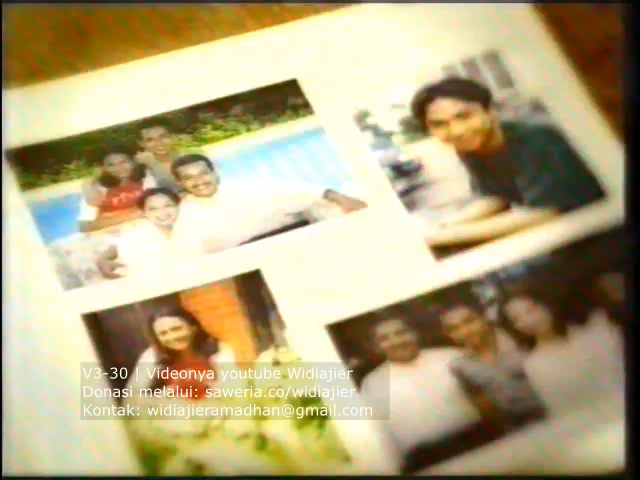 V3-30 | Videonya youtube Widiajier
Donasi melalui: saweria.co/widiajier
Kontak: widiajieramadhan@gmail.com